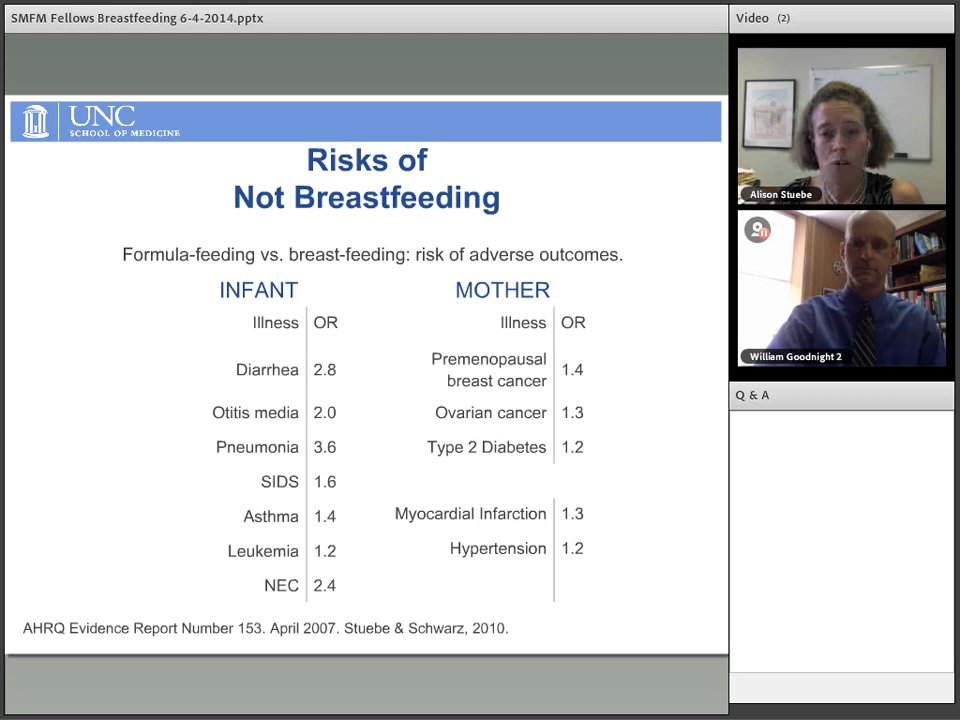 SMFM Fellows Breastfeeding 6-4-2014.pptx
Video (2)
UNC
SCHOOL OF MEDICINE
Risks of
Not Breastfeeding
Formula-feeding vs. breast-feeding: risk of adverse outcomes.
INFANT
Illness OR
Diarrhea 2.8
Otitis media 2.0
Pneumonia 3.6
SIDS 1.6
Asthma 1.4
Leukemia 1.2
NEC 2.4
MOTHER
Illness OR
Premenopausal
breast cancer 1.4
Ovarian cancer 1.3
Type 2 Diabetes 1.2
Myocardial Infarction 1.3
Hypertension 1.2
AHRQ Evidence Report Number 153. April 2007. Stuebe & Schwarz, 2010.
Alison Stuebe
William Goodnight 2
Q & A